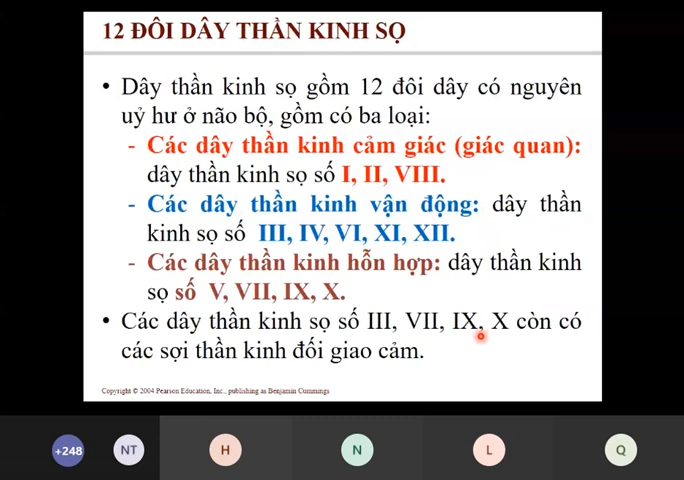 12 ĐÔI DÂY THẦN KINH SỌ
• Dây thần kinh sọ gồm 12 đôi dây có nguyên
uỷ hư ở não bộ, gồm có ba loại:
- Các dây thần kinh cảm giác (giác quan):
dây thần kinh sọ số I, II, VIII.
- Các dây thần kinh vận động: dây thần
kinh sọ số III, IV, VI, XI, XII.
- Các dây thần kinh hỗn hợp: dây thần kinh
sọ số V, VII, IX, X.
• Các dây thần kinh sọ số III, VII, IX, X còn có
các sợi thần kinh đối giao cảm.
Copyright © 2004 Pearson Education, Inc., publishing as Benjamin Cummings
+248 NT H N L Q